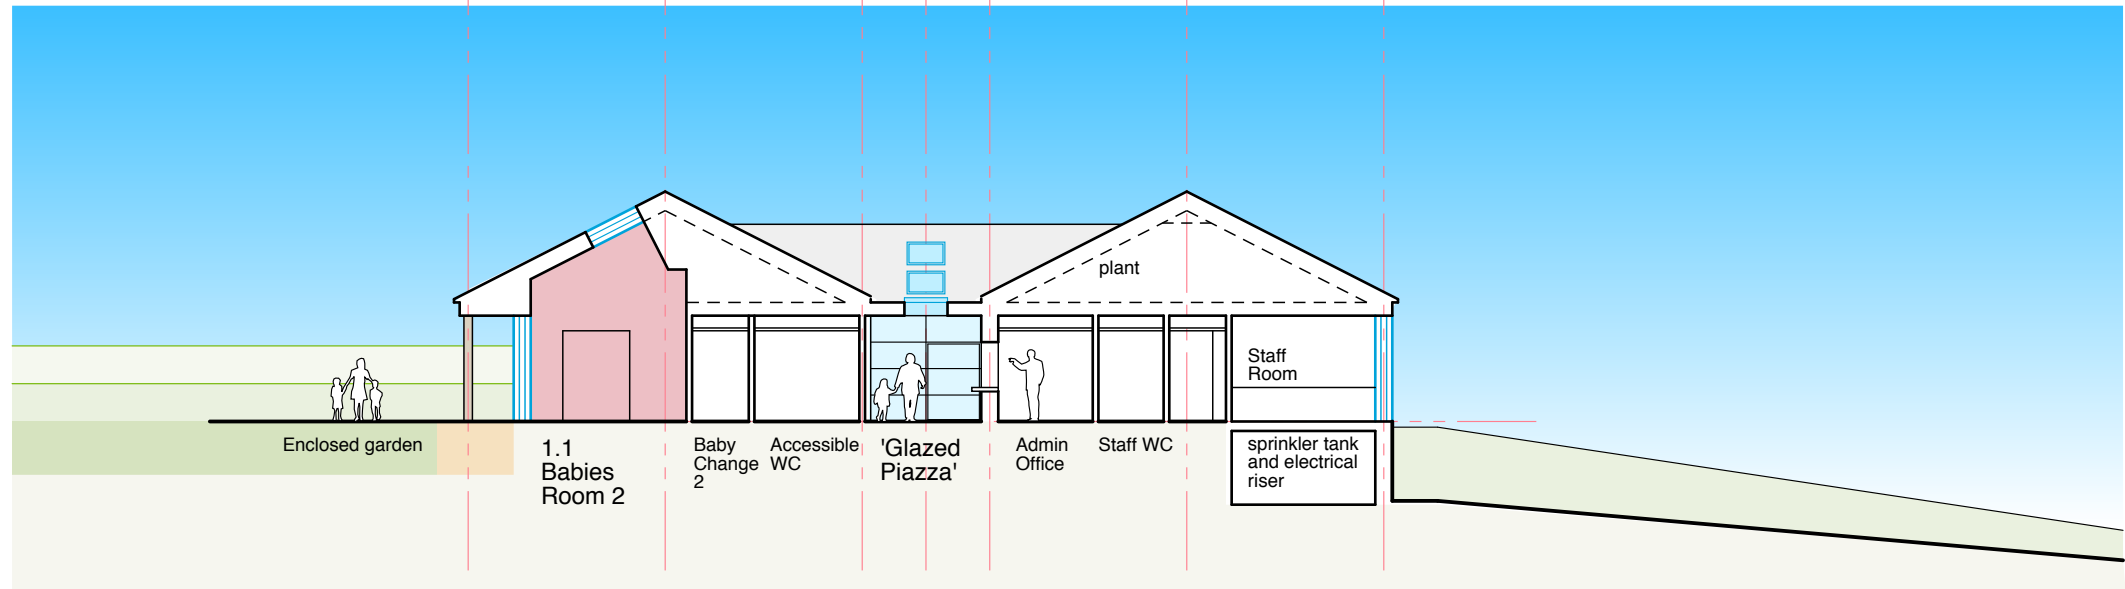 plant
Staff
Room
Enclosed garden
1.1
Babies
Room 2
Baby
Change
2
Accessible
WC
'Glazed
Piazza'
Admin
Office
Staff WC
sprinkler tank
and electrical
riser